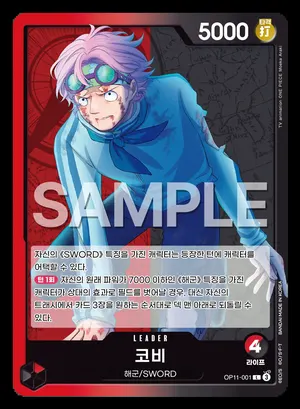 5000
타격
打
SAMPLE
자신의 《SWORD》 특징을 가진 캐릭터는 등장한 턴에 캐릭터를
어택할 수 있다.
턴 1회 자신의 원래 파워가 7000 이하인 《해군》 특징을 가진
캐릭터가 상대의 효과로 필드를 벗어날 경우, 대신 자신의
트래시에서 카드 3장을 원하는 순서대로 덱 맨 아래로 되돌릴 수
있다.
LEADER
코비
4
라이프
해군/SWORD
OP11-001 L